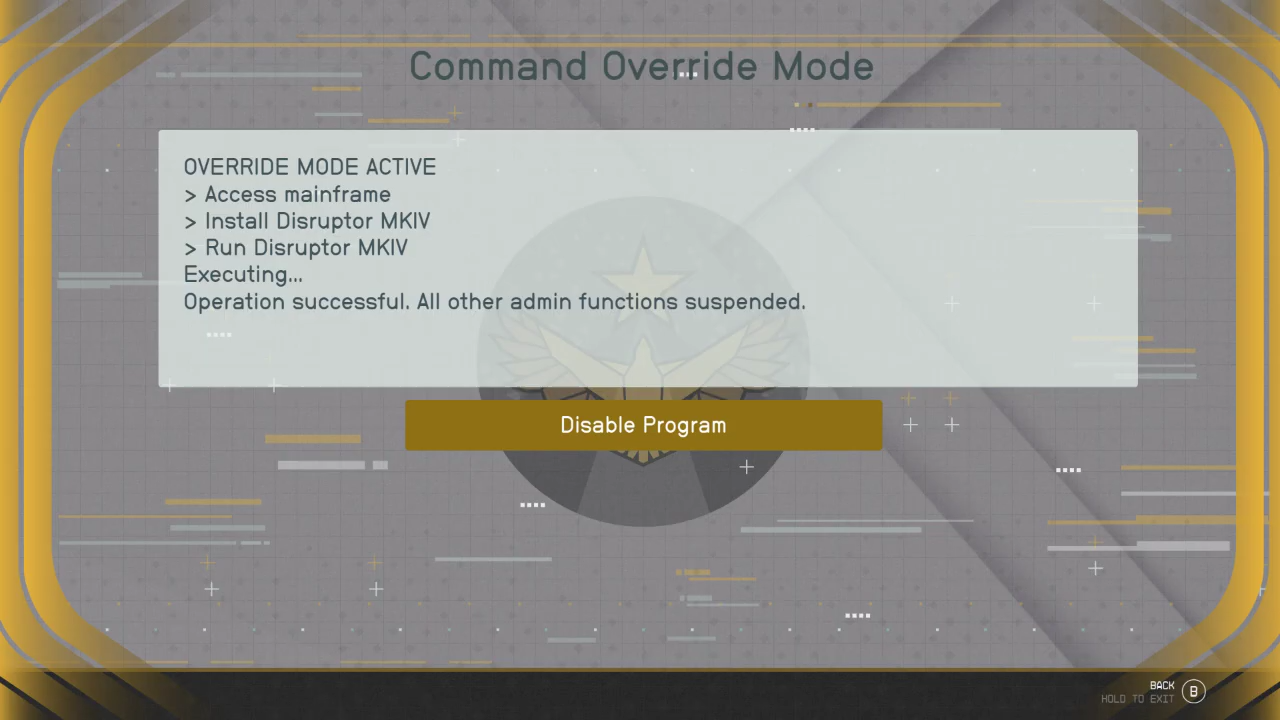 Command Override Mode
OVERRIDE MODE ACTIVE
> Access mainframe
> Install Disruptor MKIV
> Run Disruptor MKIV
Executing...
Operation successful. All other admin functions suspended.
Disable Program
BACK
HOLD TO EXIT
B